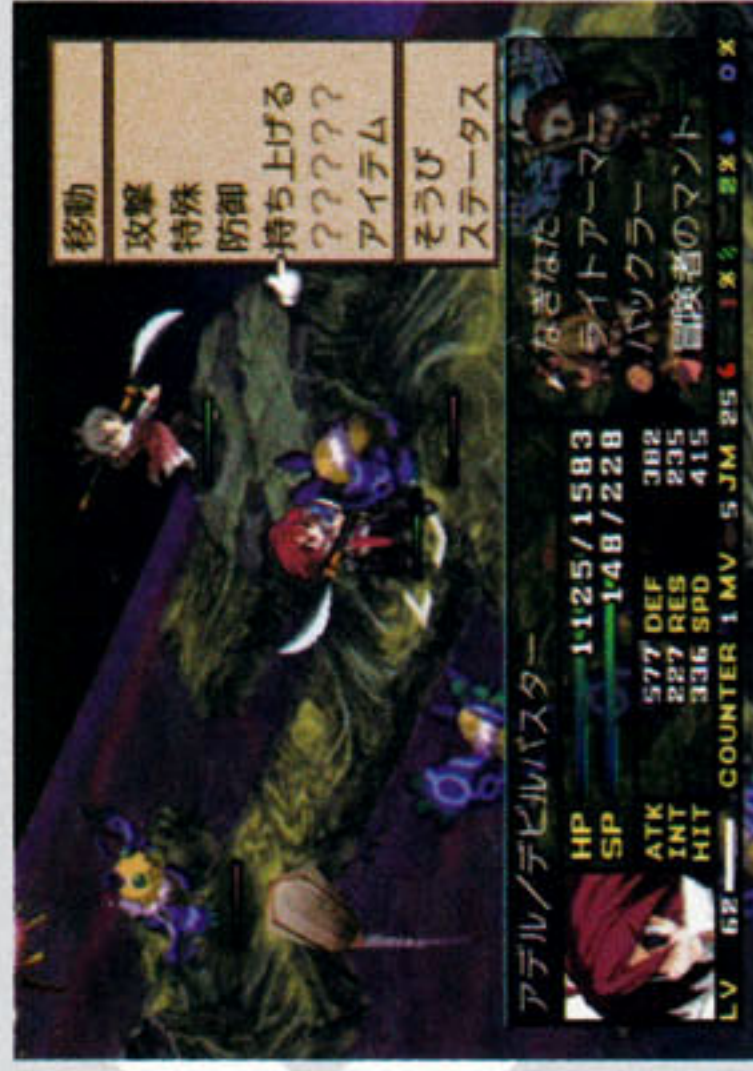 移動
攻撃
特殊
防御
持ち上げる
?????
アイテム
そうび
ステータス
アデル/デビルバスター
HP 1125/1583
SP 148/228
ATK 577 DEF 382
INT 227 RES 235
HIT 336 SPD 415
なぎなた
ライトアーマー
バックラー
冒険者のマント
LV 62 COUNTER 1 MV 5 JM 25